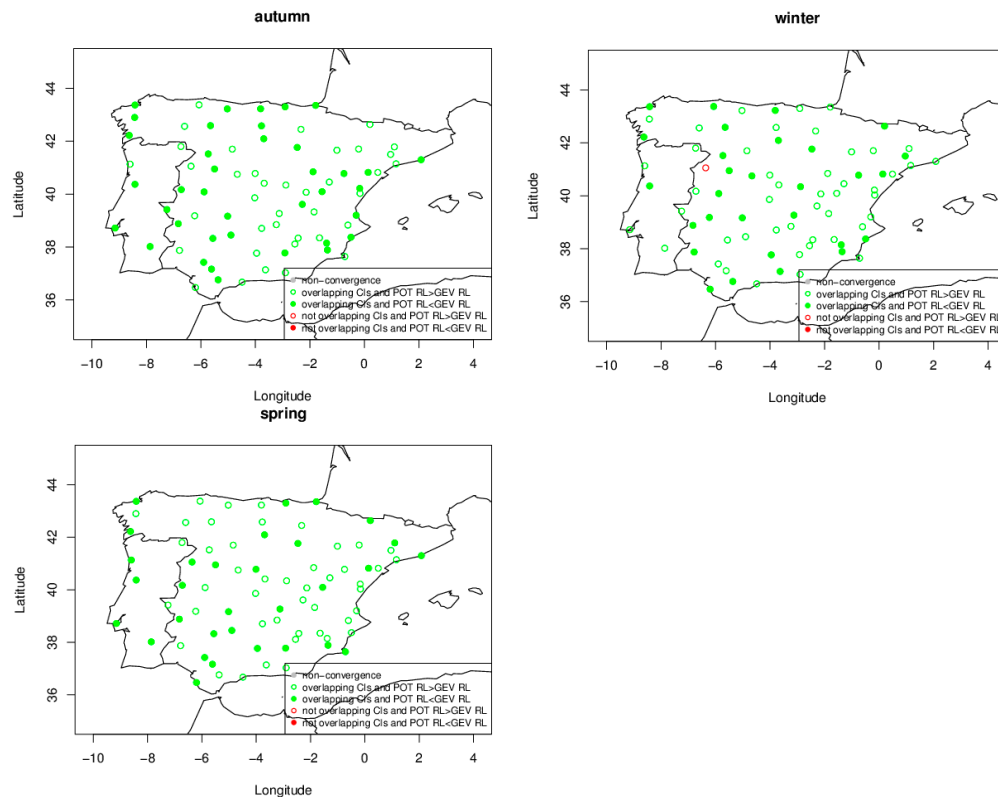 autumn
Latitude
44
42
40
38
36
non-convergence
overlapping CIs and POT RL>GEV RL
overlapping CIs and POT RL<GEV RL
not overlapping CIs and POT RL>GEV RL
not overlapping CIs and POT RL<GEV RL
−10 −8 −6 −4 −2 0 2 4
Longitude
winter
Latitude
44
42
40
38
36
non-convergence
overlapping CIs and POT RL>GEV RL
overlapping CIs and POT RL<GEV RL
not overlapping CIs and POT RL>GEV RL
not overlapping CIs and POT RL<GEV RL
−10 −8 −6 −4 −2 0 2 4
Longitude
spring
Latitude
44
42
40
38
36
non-convergence
overlapping CIs and POT RL>GEV RL
overlapping CIs and POT RL<GEV RL
not overlapping CIs and POT RL>GEV RL
not overlapping CIs and POT RL<GEV RL
−10 −8 −6 −4 −2 0 2 4
Longitude